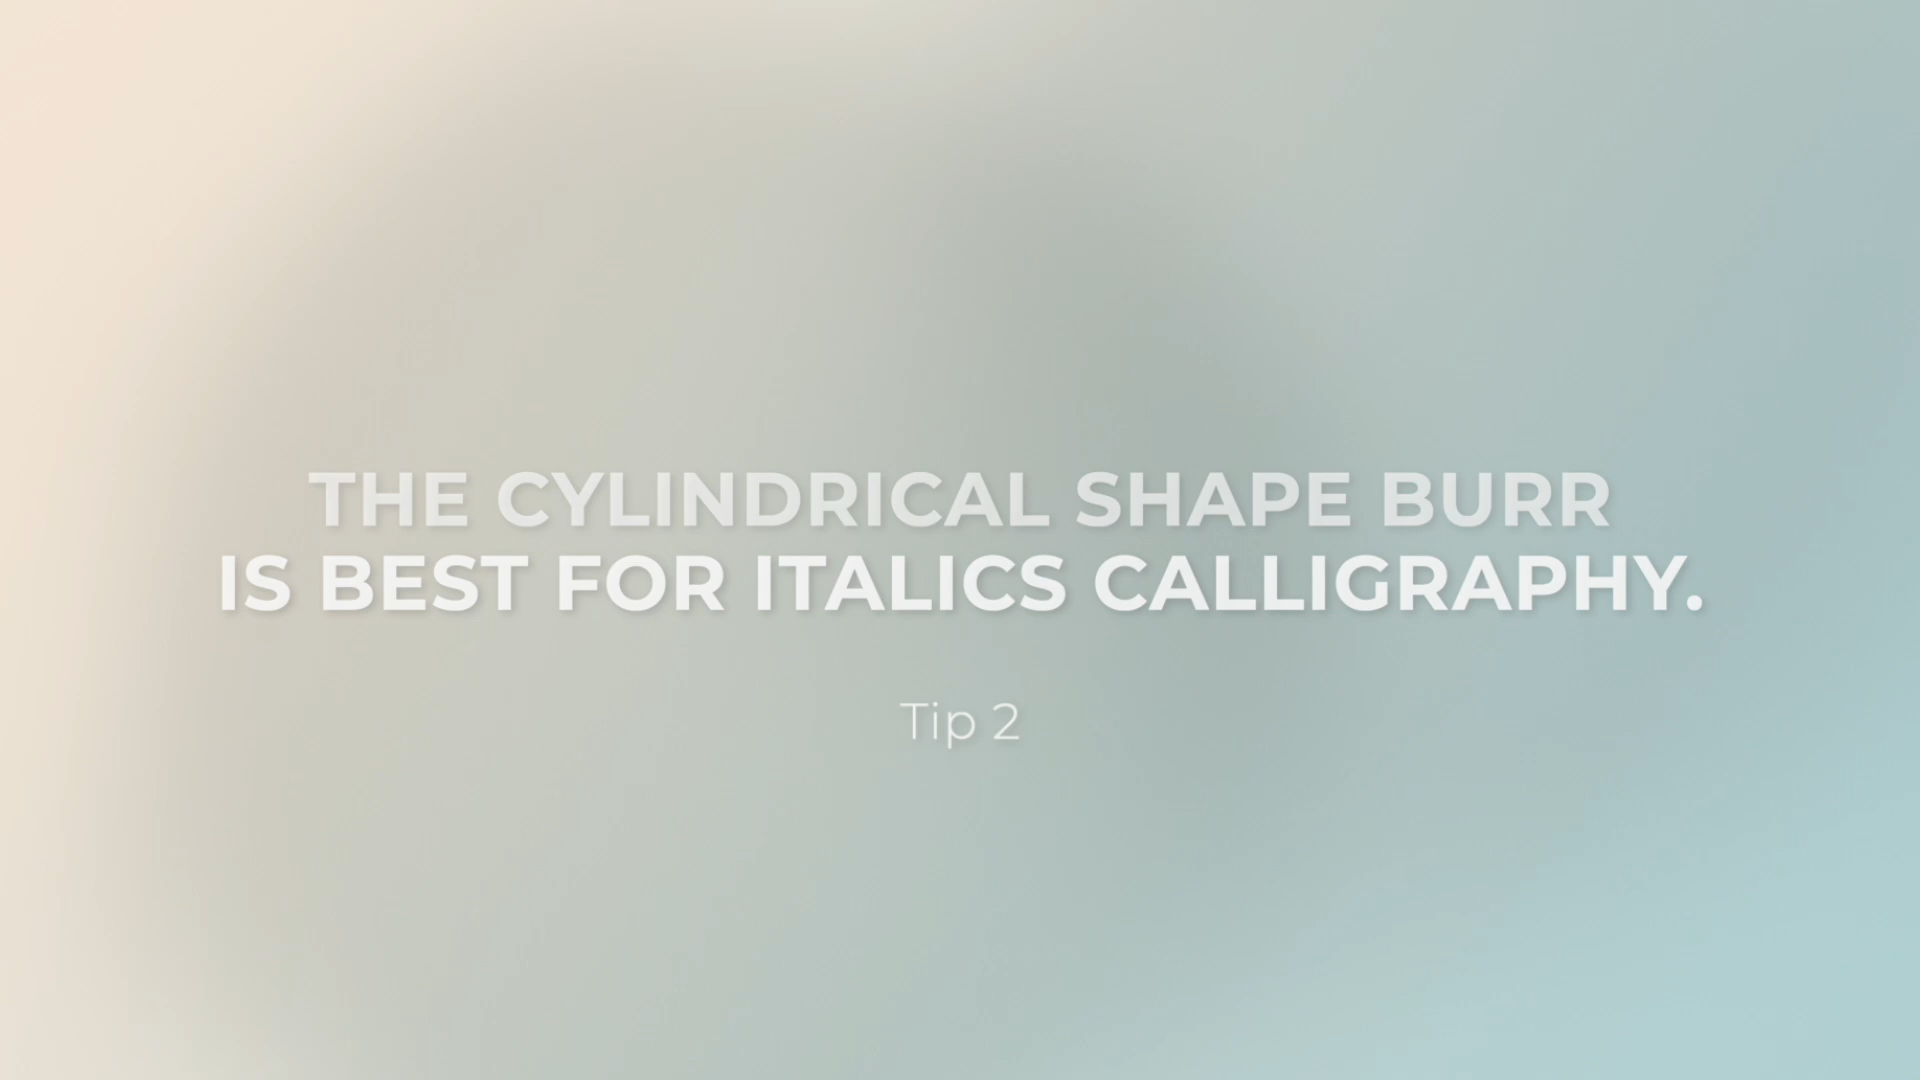 THE CYLINDRICAL SHAPE BURR
IS BEST FOR ITALICS CALLIGRAPHY.
Tip 2